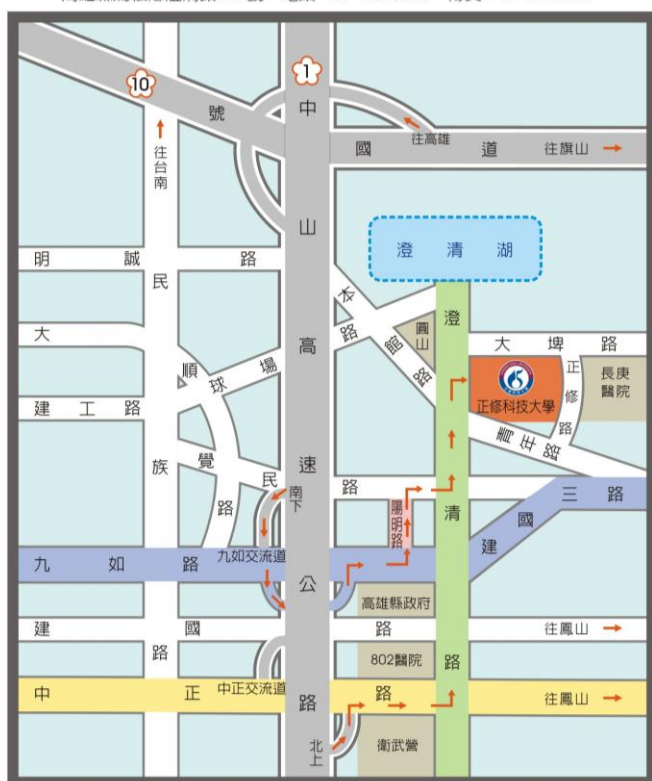 10
1
中山高速公路
號
國道
往高雄
往旗山
往台南
澄清湖
明誠路
民族路
本館路
大順路
球場路
圓山
澄清路
大埤路
正修科技大學
正修路
長庚醫院
建工路
青年路
覺民路
南下
陽明路
建國三路
九如路
九如交流道
高雄縣政府
建國路
往鳳山
802醫院
中正路
中正交流道
往鳳山
北上
衛武營